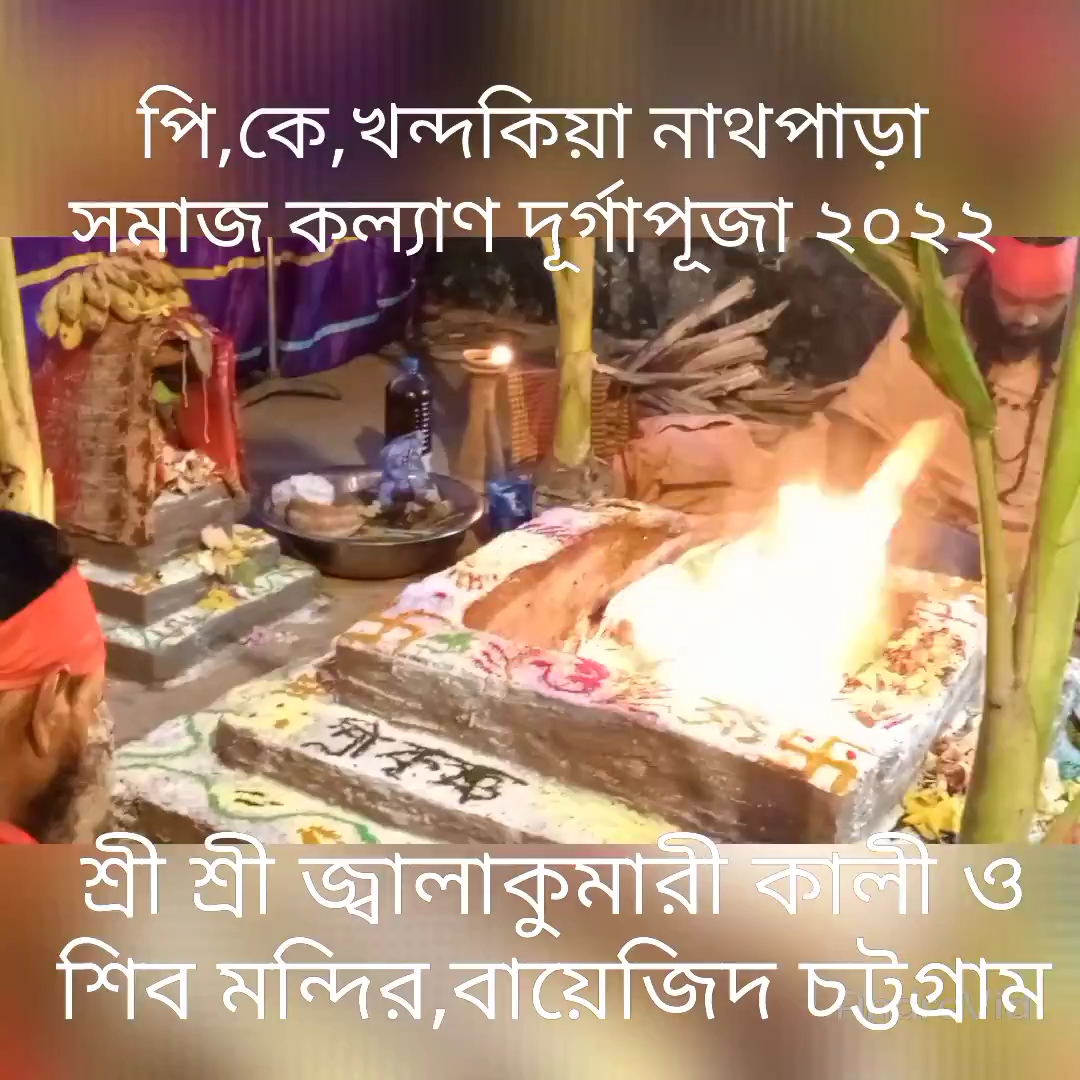 পি,কে,খন্দকিয়া নাথপাড়া
সমাজ কল্যাণ দূর্গাপূজা ২০২২
শ্রী কৃষ্ণ
শ্রী শ্রী জ্বালাকুমারী কালী ও
শিব মন্দির,বায়েজিদ চট্টগ্রাম